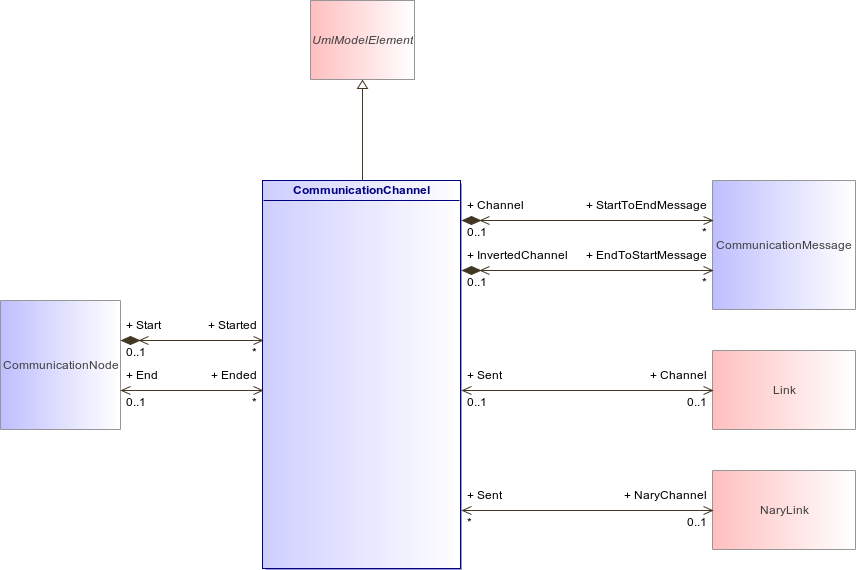 UmlModelElement
CommunicationChannel
+ Channel
+ StartToEndMessage
0..1
*
+ InvertedChannel
+ EndToStartMessage
0..1
*
CommunicationMessage
+ Start
+ Started
0..1
*
CommunicationNode
+ End
+ Ended
0..1
*
+ Sent
+ Channel
0..1
0..1
Link
+ Sent
+ NaryChannel
*
0..1
NaryLink